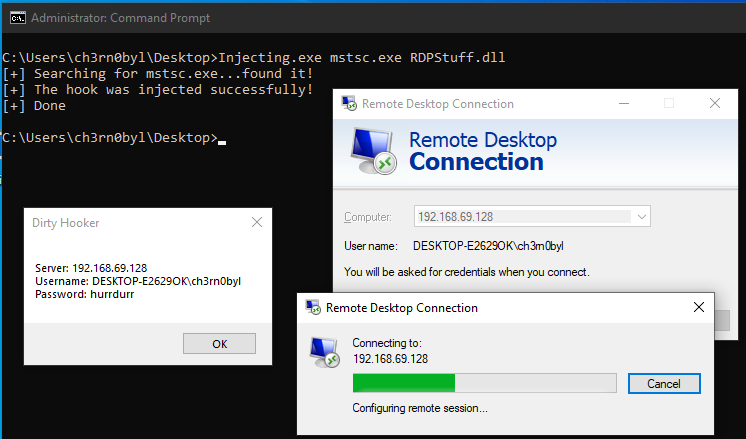 Administrator: Command Prompt
C:\Users\ch3rn0byl\Desktop>Injecting.exe mstsc.exe RDPStuff.dll
[+] Searching for mstsc.exe...found it!
[+] The hook was injected successfully!
[+] Done
C:\Users\ch3rn0byl\Desktop>
Remote Desktop Connection
Remote Desktop
Connection
Computer: 192.168.69.128
User name: DESKTOP-E2629OK\ch3rn0byl
You will be asked for credentials when you connect.
Dirty Hooker
Server: 192.168.69.128
Username: DESKTOP-E2629OK\ch3rn0byl
Password: hurrdurr
OK
Remote Desktop Connection
Connecting to:
192.168.69.128
Cancel
Configuring remote session...